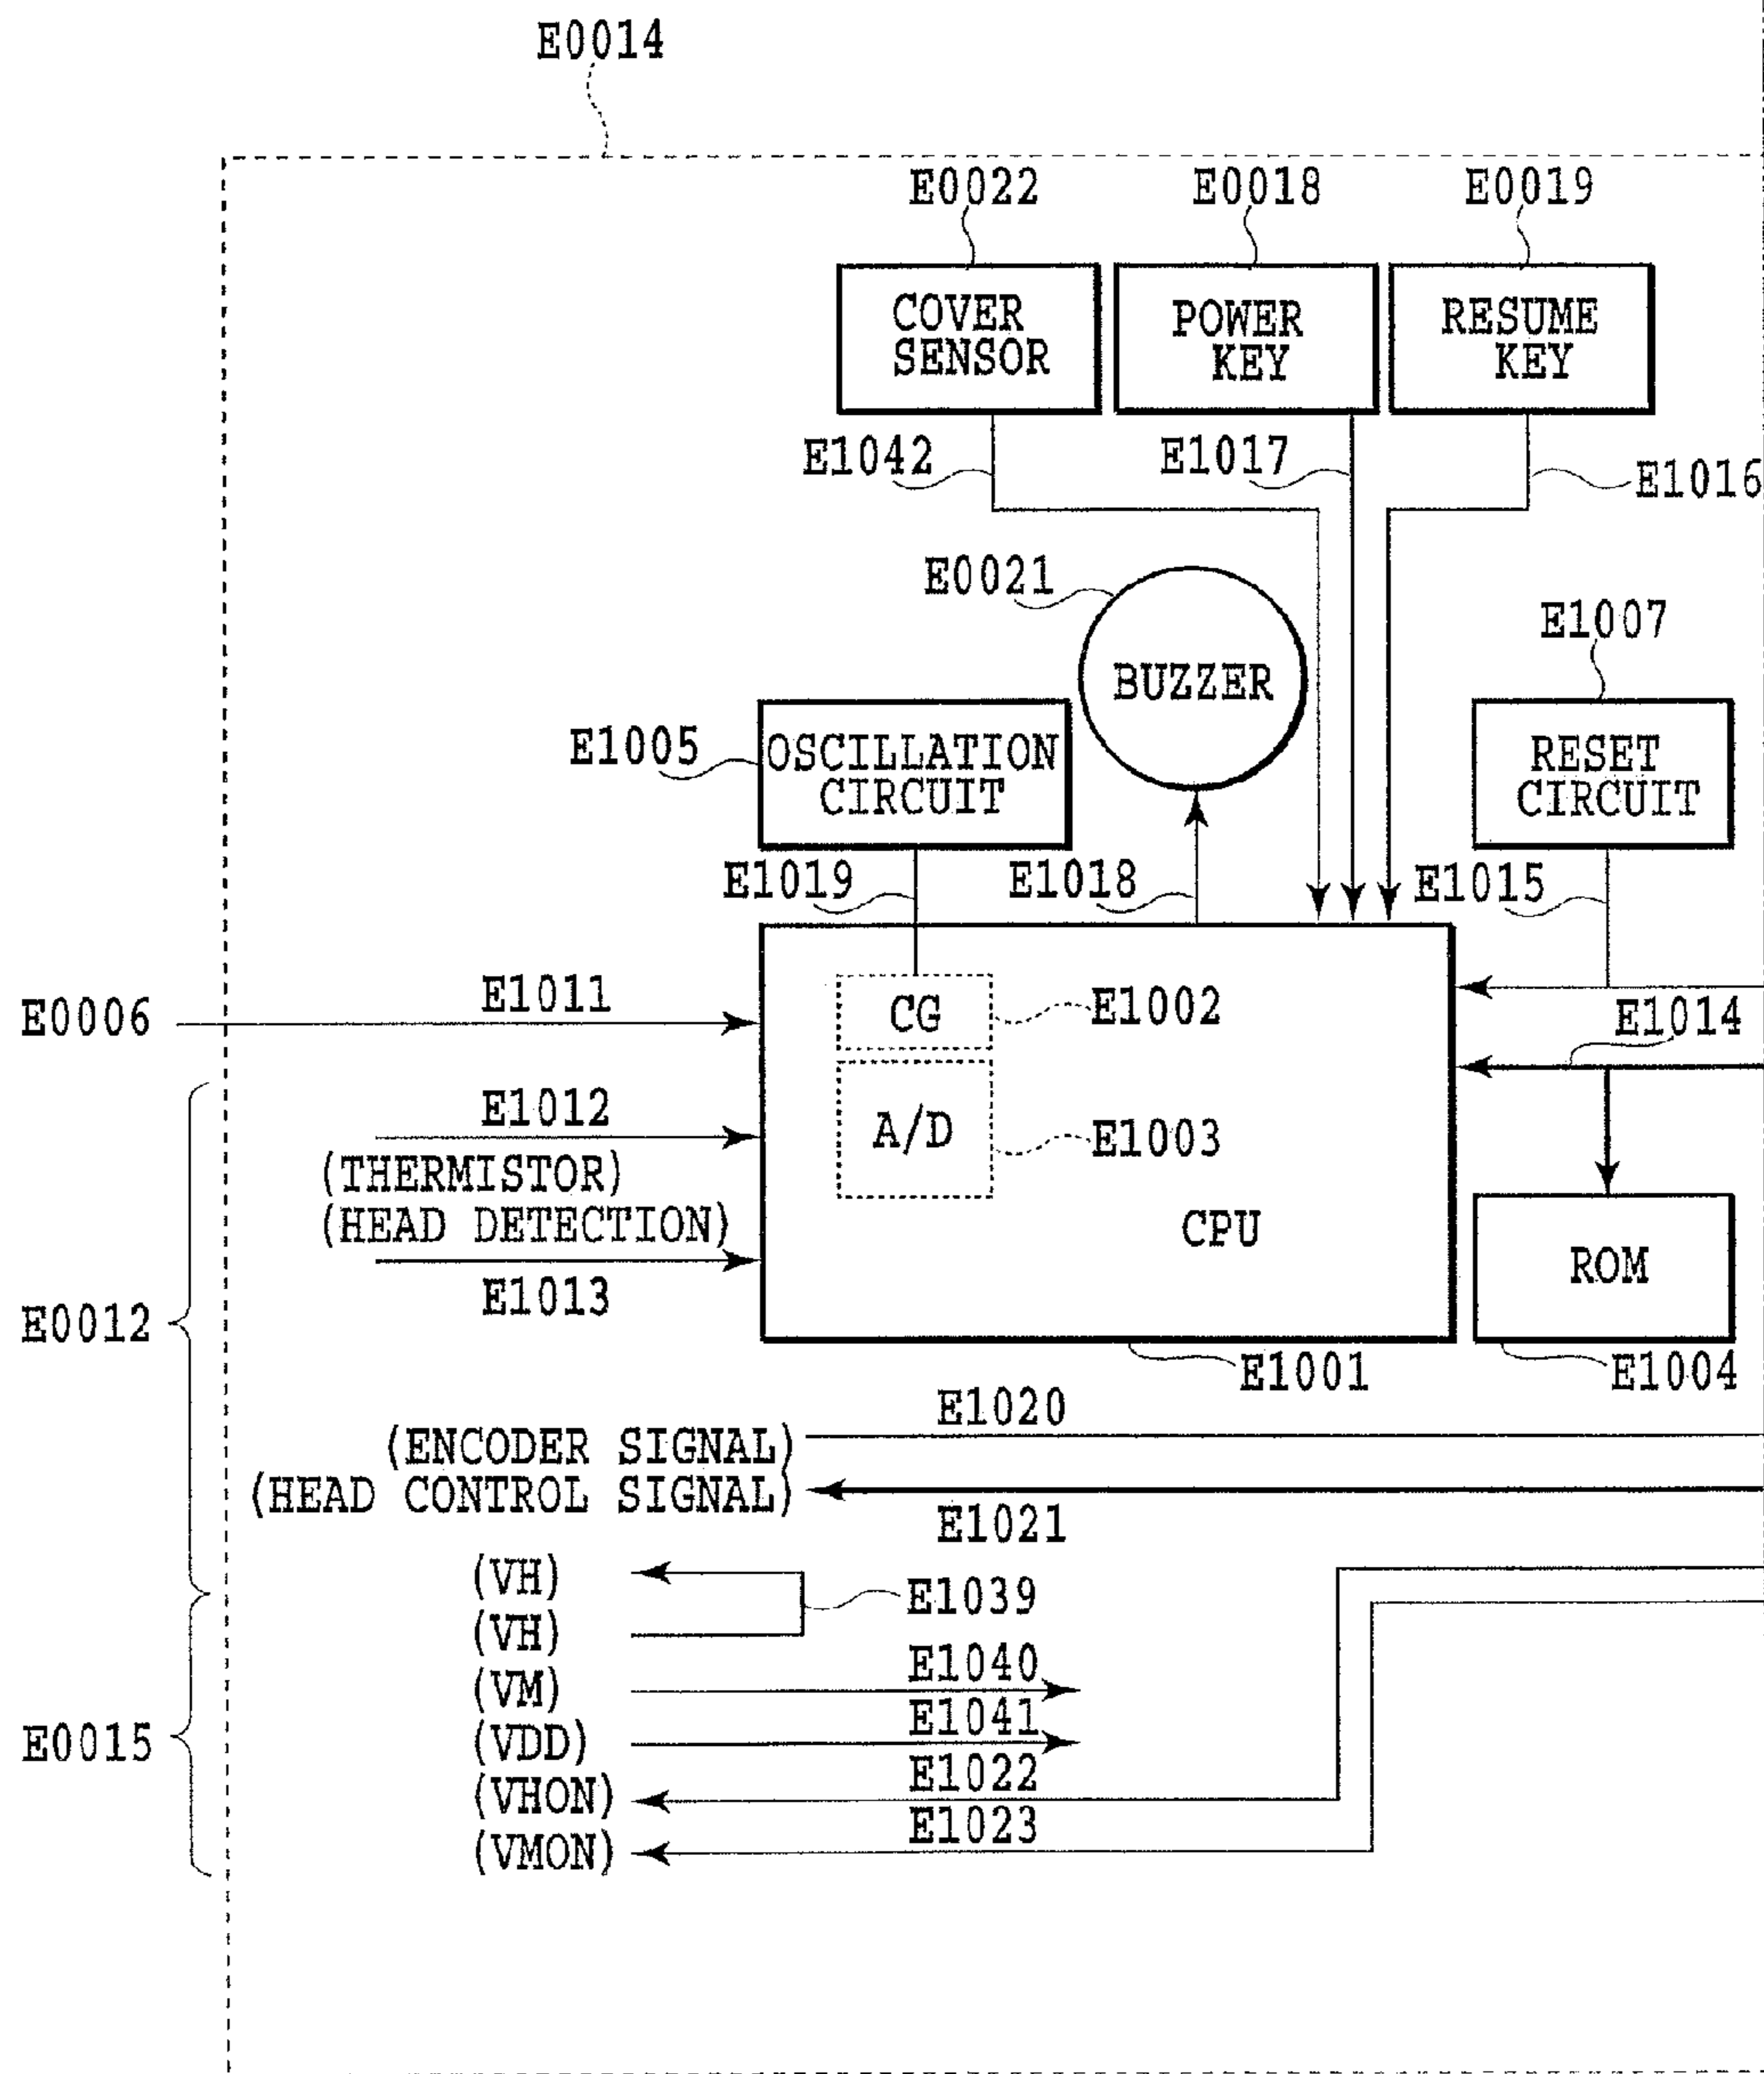 E0014
E0022 E0018 E0019
COVER SENSOR
POWER KEY
RESUME KEY
E1042 E1017 E1016
E0021
BUZZER
E1007
E1005
OSCILLATION CIRCUIT
RESET CIRCUIT
E1019 E1018 E1015
E0006
E1011
CG
E1002
E1014
E1012
(THERMISTOR)
A/D
E1003
(HEAD DETECTION)
E1013
CPU
ROM
E0012
E1001
E1004
E1020
(ENCODER SIGNAL)
(HEAD CONTROL SIGNAL)
E1021
(VH)
E1039
(VH)
E1040
(VM)
E1041
E0015
(VDD)
E1022
(VHON)
E1023
(VMON)